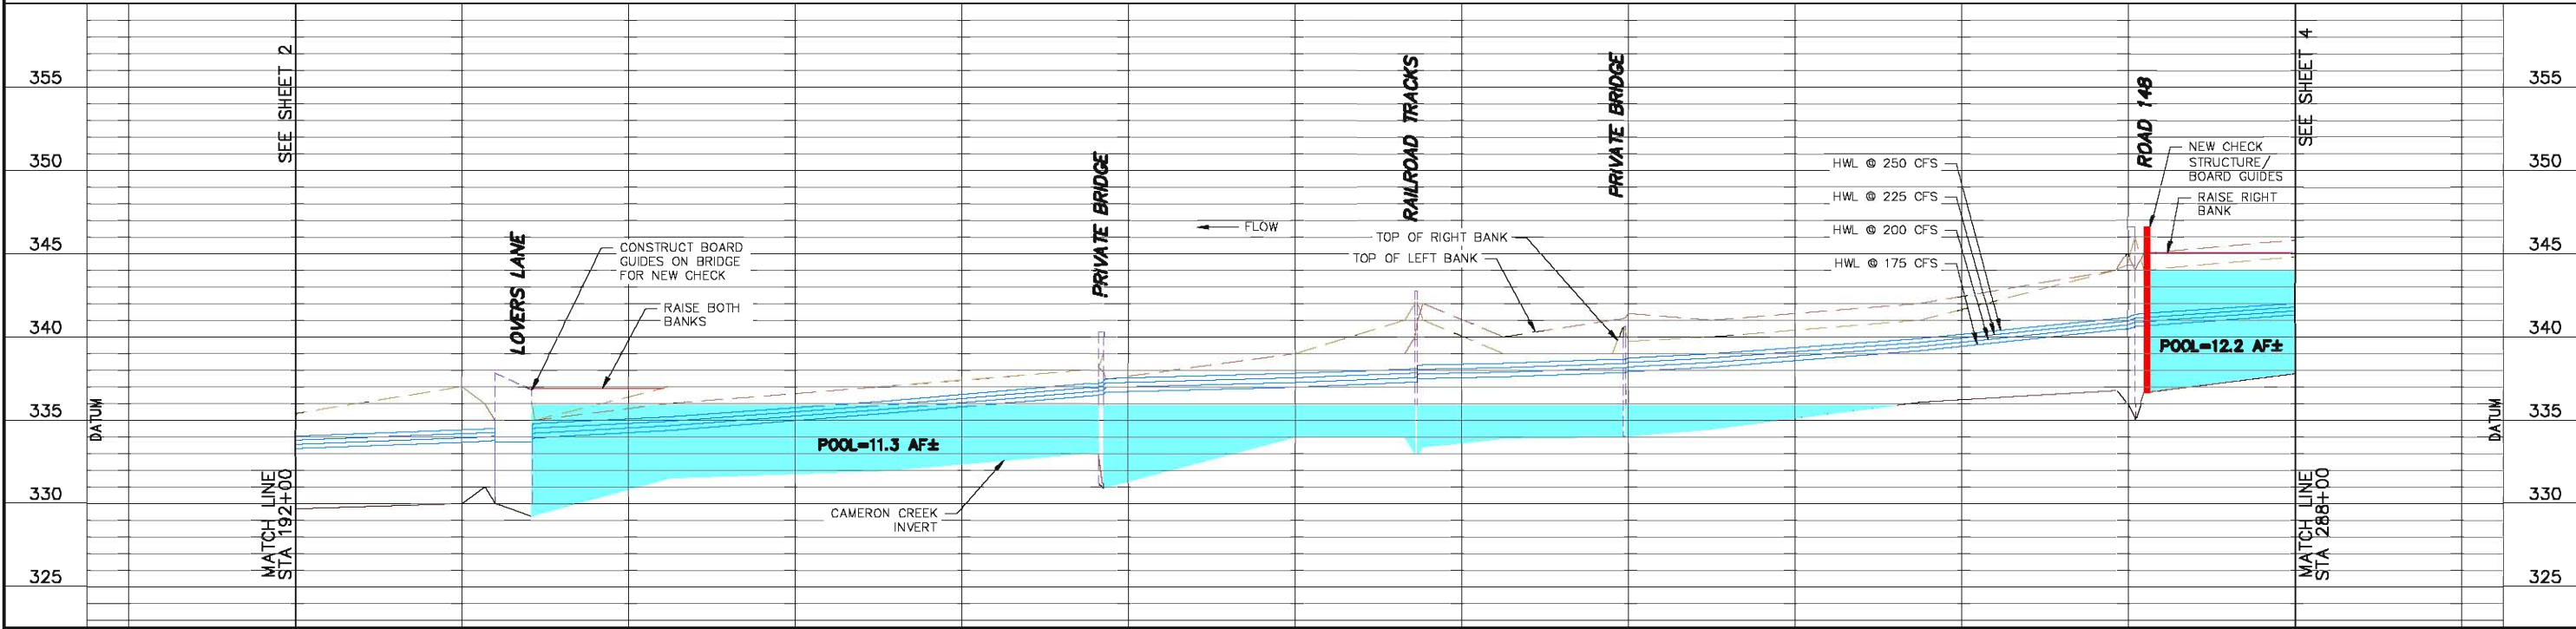 355
350
345
340
335
330
325
DATUM
SEE SHEET 2
MATCH LINE
STA 192+00
LOVERS LANE
CONSTRUCT BOARD
GUIDES ON BRIDGE
FOR NEW CHECK
RAISE BOTH
BANKS
POOL=11.3 AF±
CAMERON CREEK
INVERT
PRIVATE BRIDGE
FLOW
RAILROAD TRACKS
TOP OF RIGHT BANK
TOP OF LEFT BANK
PRIVATE BRIDGE
HWL @ 250 CFS
HWL @ 225 CFS
HWL @ 200 CFS
HWL @ 175 CFS
ROAD 148
NEW CHECK
STRUCTURE/
BOARD GUIDES
RAISE RIGHT
BANK
POOL=12.2 AF±
SEE SHEET 4
MATCH LINE
STA 288+00
DATUM
355
350
345
340
335
330
325